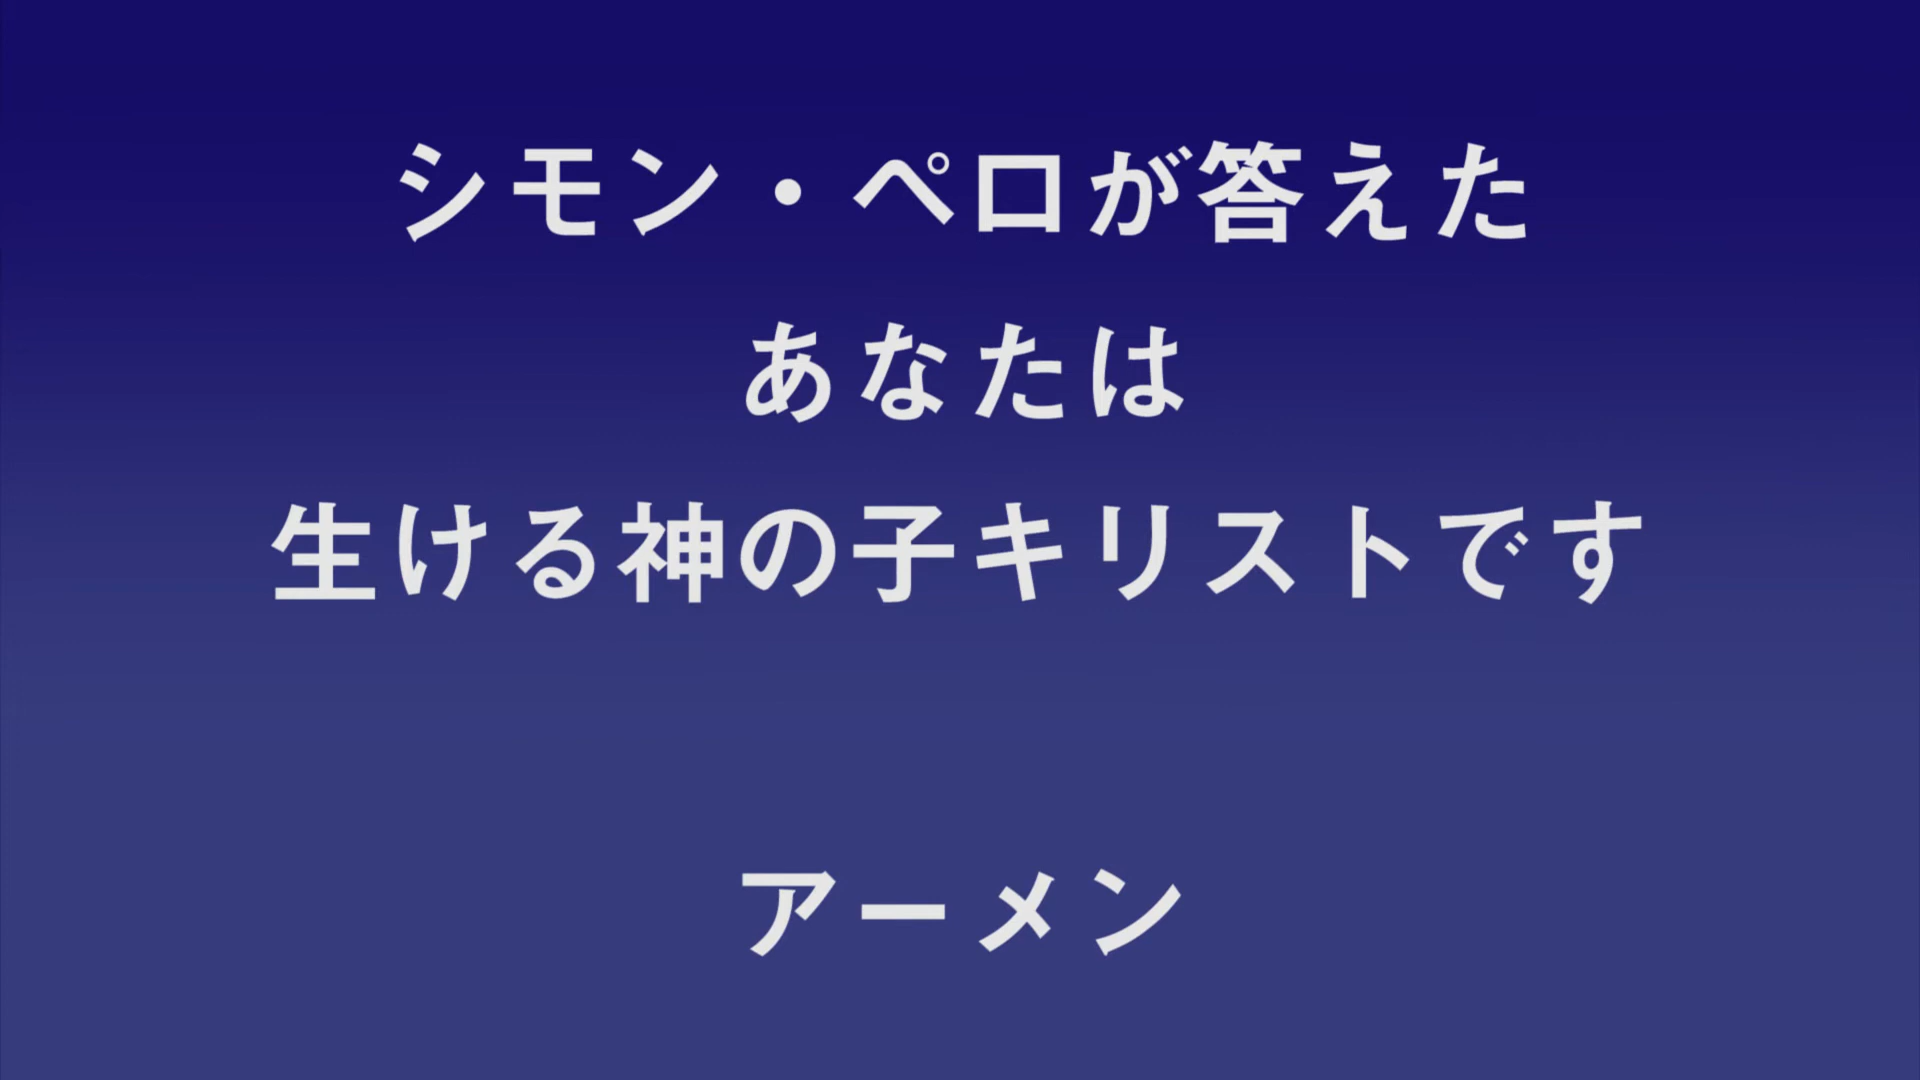 シモン・ペロが答えた
あなたは
生ける神の子キリストです
アーメン